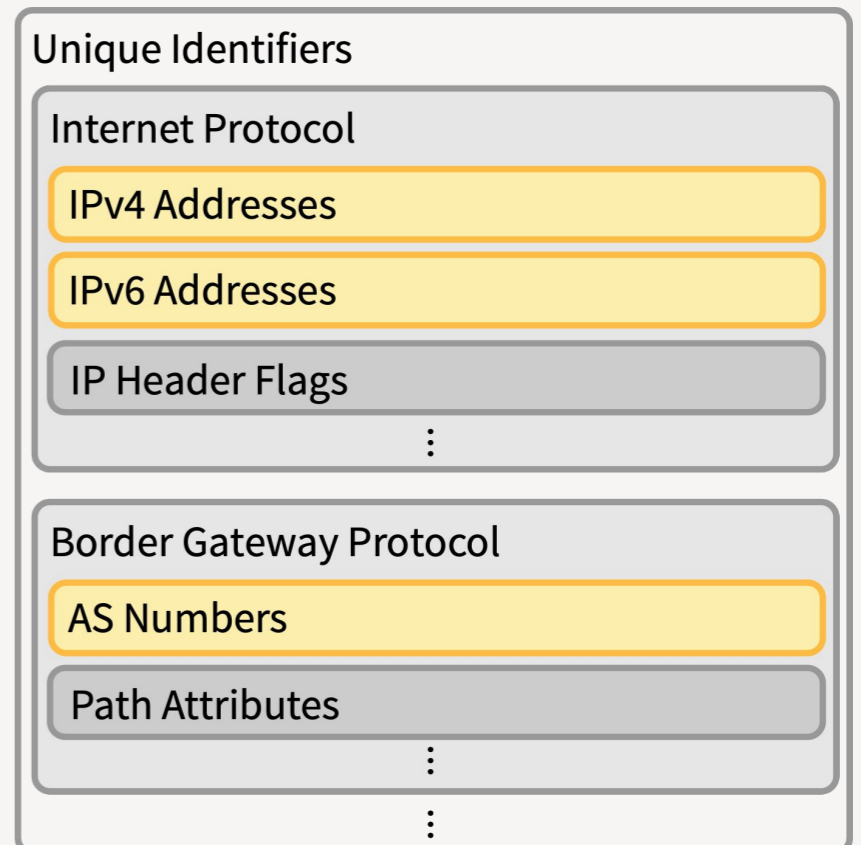 Unique Identifiers
Internet Protocol
IPv4 Addresses
IPv6 Addresses
IP Header Flags
⋮
Border Gateway Protocol
AS Numbers
Path Attributes
⋮
⋮